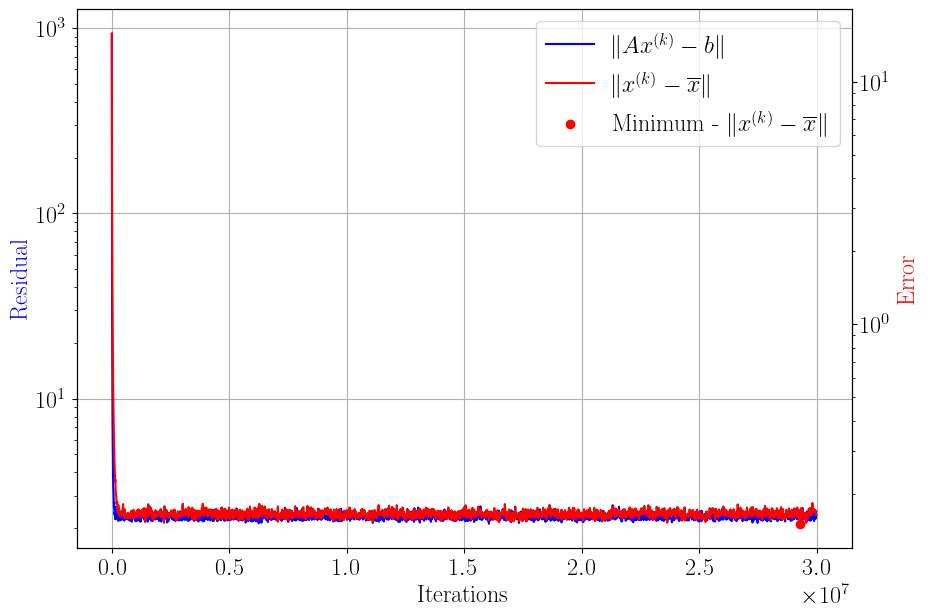 ‖Ax^(k) − b‖
‖x^(k) − x̅‖
Minimum - ‖x^(k) − x̅‖
10^3
10^2
10^1
Residual
10^1
10^0
Error
0.0 0.5 1.0 1.5 2.0 2.5 3.0
Iterations
×10^7